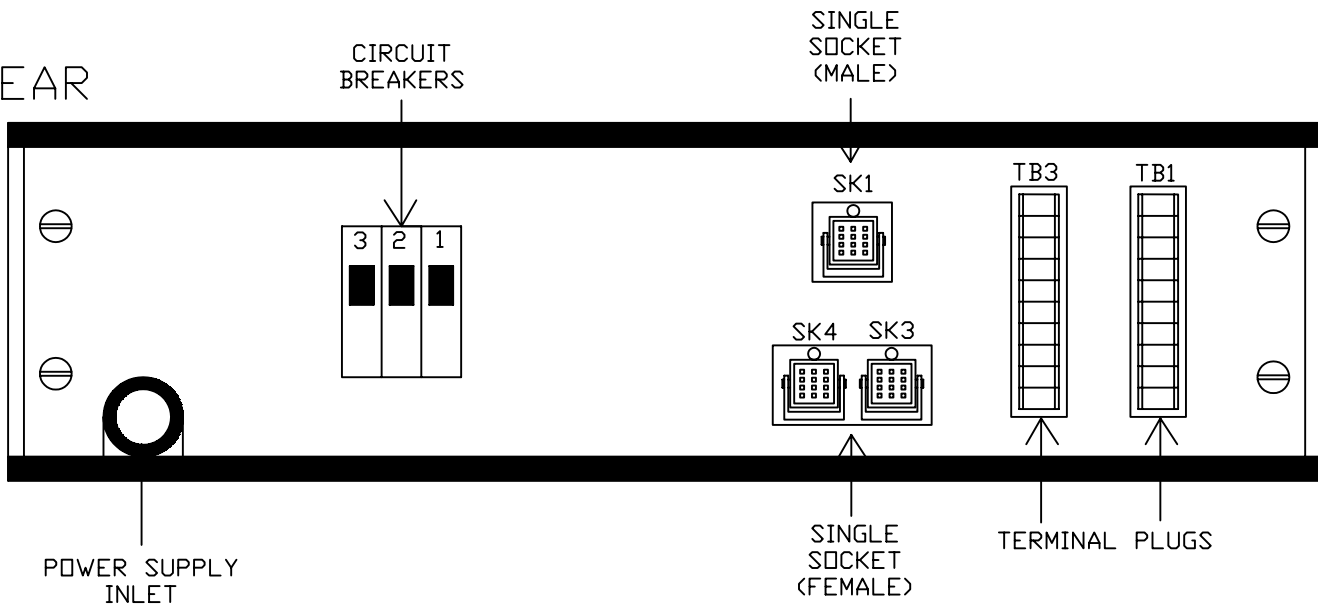 SINGLE
SOCKET
(MALE)
CIRCUIT
BREAKERS
EAR
SK1
TB3
TB1
3 2 1
SK4 SK3
SINGLE
SOCKET
(FEMALE)
TERMINAL PLUGS
POWER SUPPLY
INLET